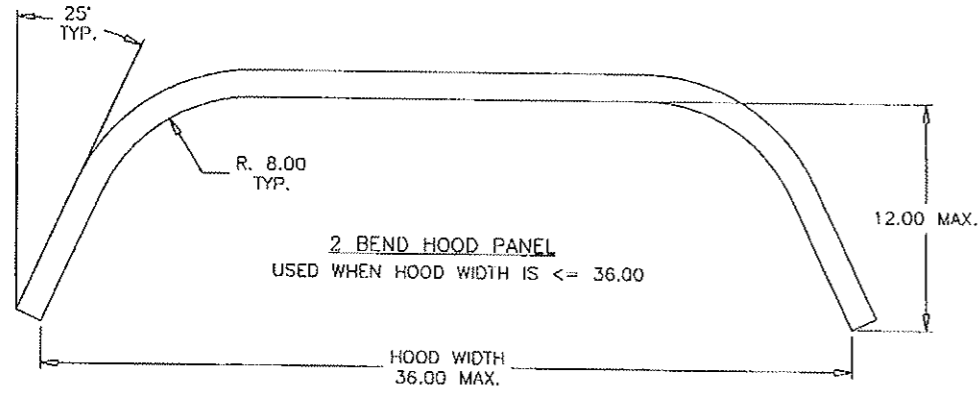 25°
TYP.
R. 8.00
TYP.
12.00 MAX.
2 BEND HOOD PANEL
USED WHEN HOOD WIDTH IS <= 36.00
HOOD WIDTH
36.00 MAX.